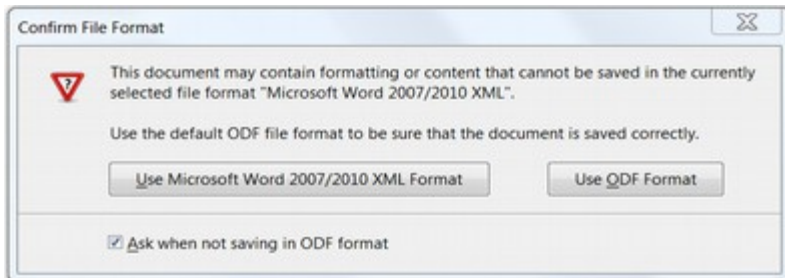 Confirm File Format
?
This document may contain formatting or content that cannot be saved in the currently
selected file format "Microsoft Word 2007/2010 XML".
Use the default ODF file format to be sure that the document is saved correctly.
Use Microsoft Word 2007/2010 XML Format Use ODF Format
Ask when not saving in ODF format